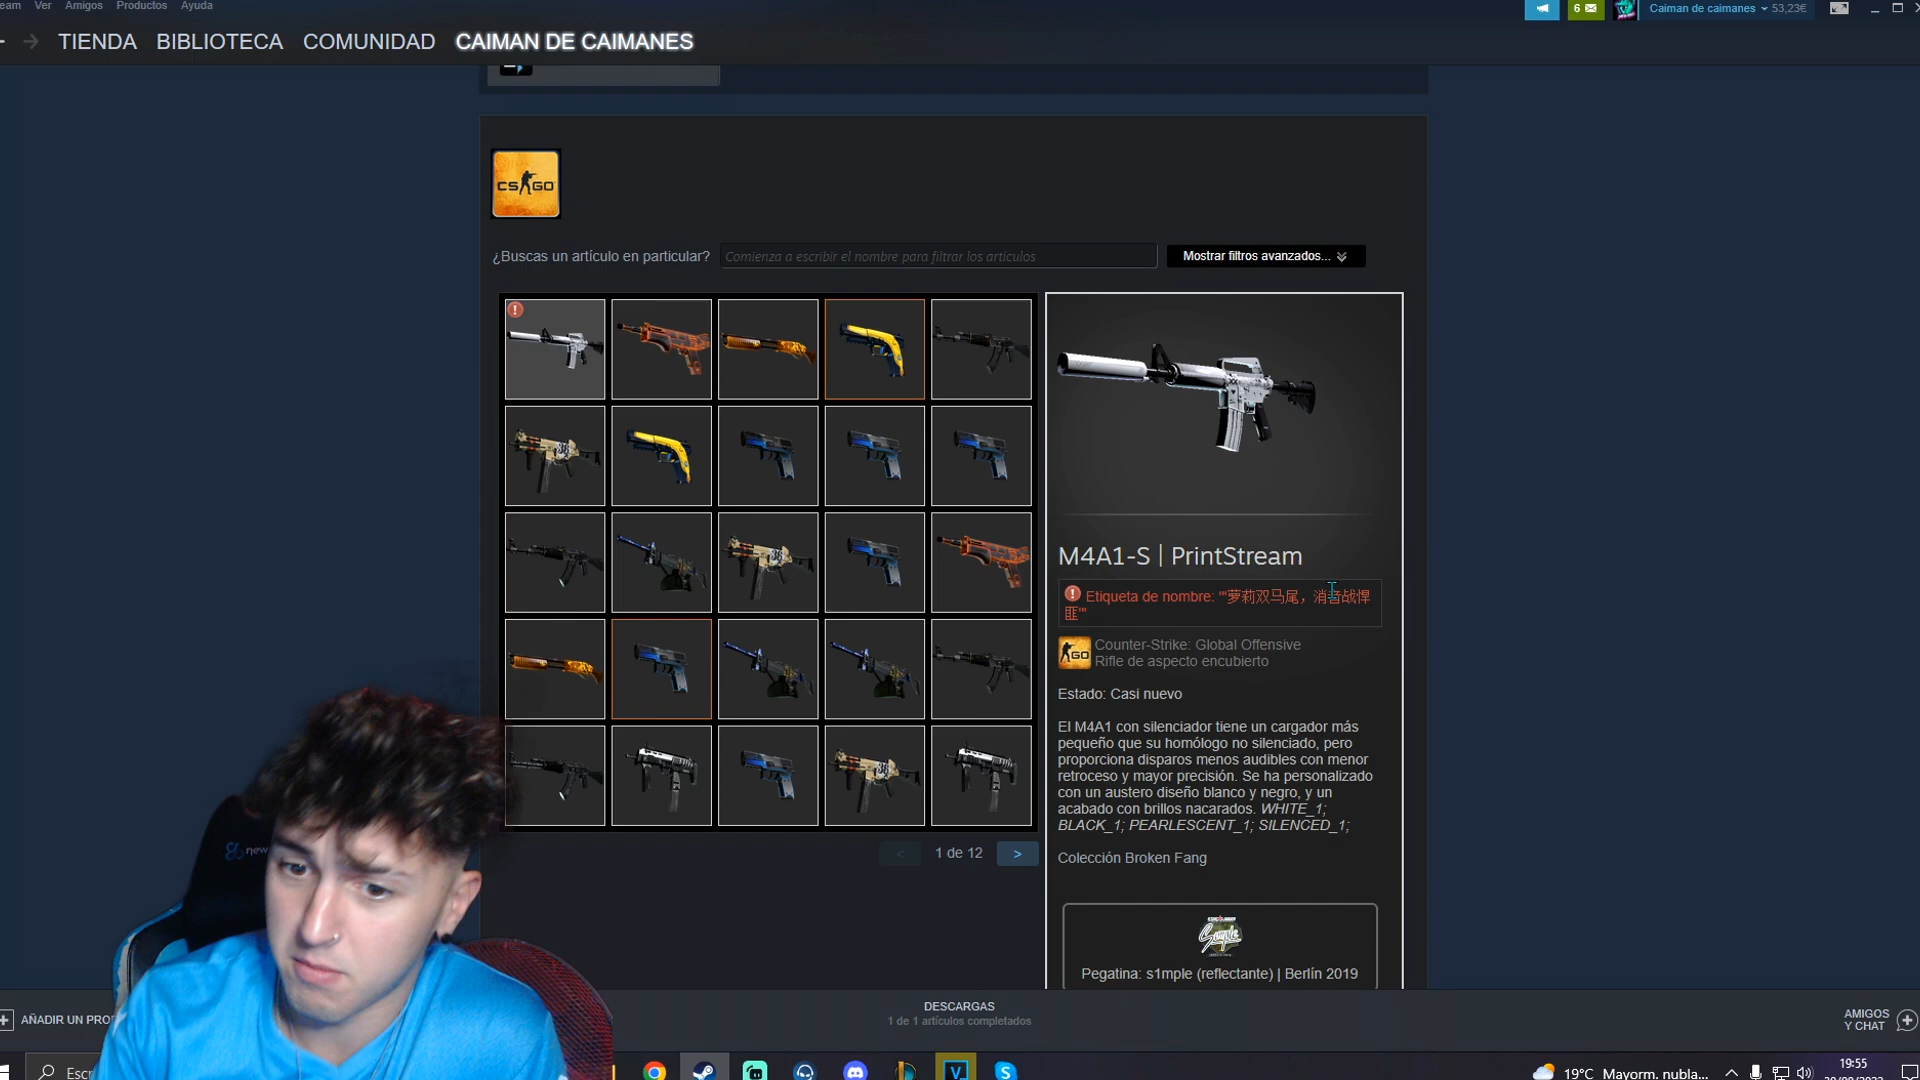 Ver Amigos Productos Ayuda
6
Caiman de caimanes
53,23€
TIENDA BIBLIOTECA COMUNIDAD CAIMAN DE CAIMANES
CS GO
¿Buscas un artículo en particular?
Comienza a escribir el nombre para filtrar los artículos
Mostrar filtros avanzados...
M4A1-S | PrintStream
Etiqueta de nombre: '"萝莉双马尾，消音战悍
匪"'
GO
Counter-Strike: Global Offensive
Rifle de aspecto encubierto
Estado: Casi nuevo
El M4A1 con silenciador tiene un cargador más
pequeño que su homólogo no silenciado, pero
proporciona disparos menos audibles con menor
retroceso y mayor precisión. Se ha personalizado
con un austero diseño blanco y negro, y un
acabado con brillos nacarados. WHITE_1;
BLACK_1; PEARLESCENT_1; SILENCED_1;
< 1 de 12 >
Colección Broken Fang
new
Pegatina: s1mple (reflectante) | Berlín 2019
AÑADIR UN
DESCARGAS
1 de 1 artículos completados
AMIGOS
Y CHAT
19°C Mayorm. nubla...
19:55